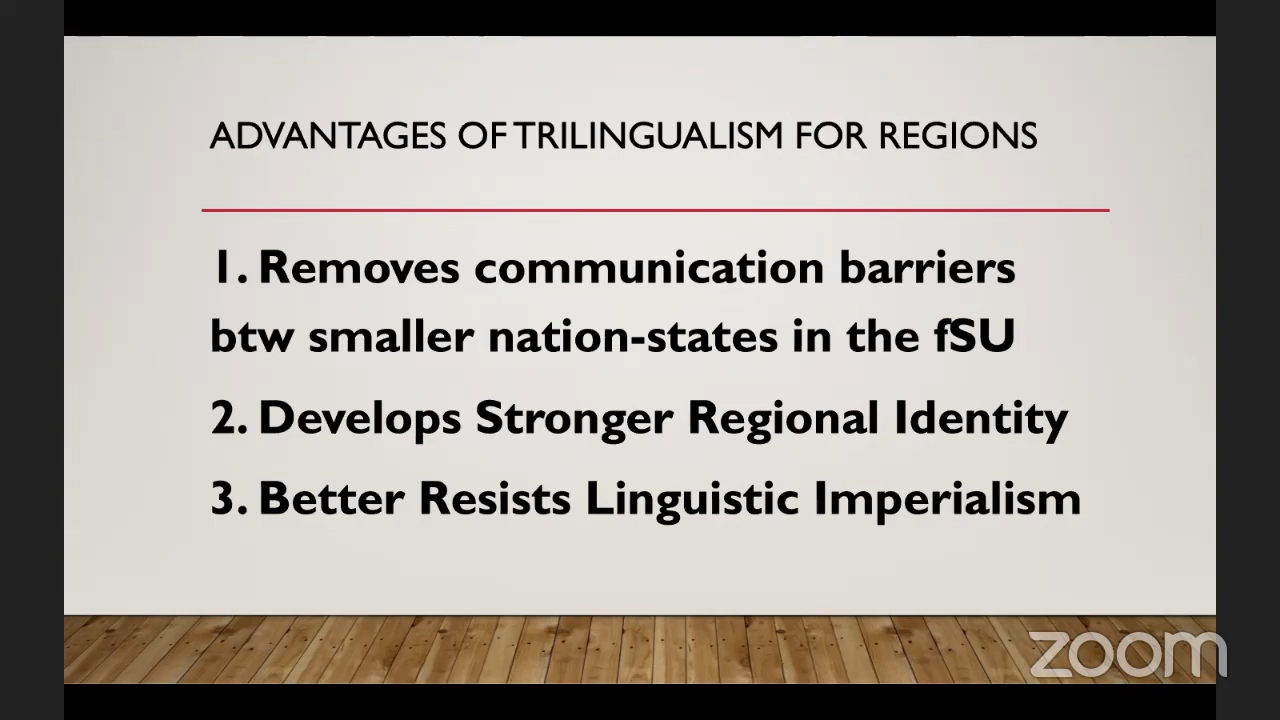 ADVANTAGES OF TRILINGUALISM FOR REGIONS
1. Removes communication barriers
btw smaller nation-states in the fSU
2. Develops Stronger Regional Identity
3. Better Resists Linguistic Imperialism
zoom